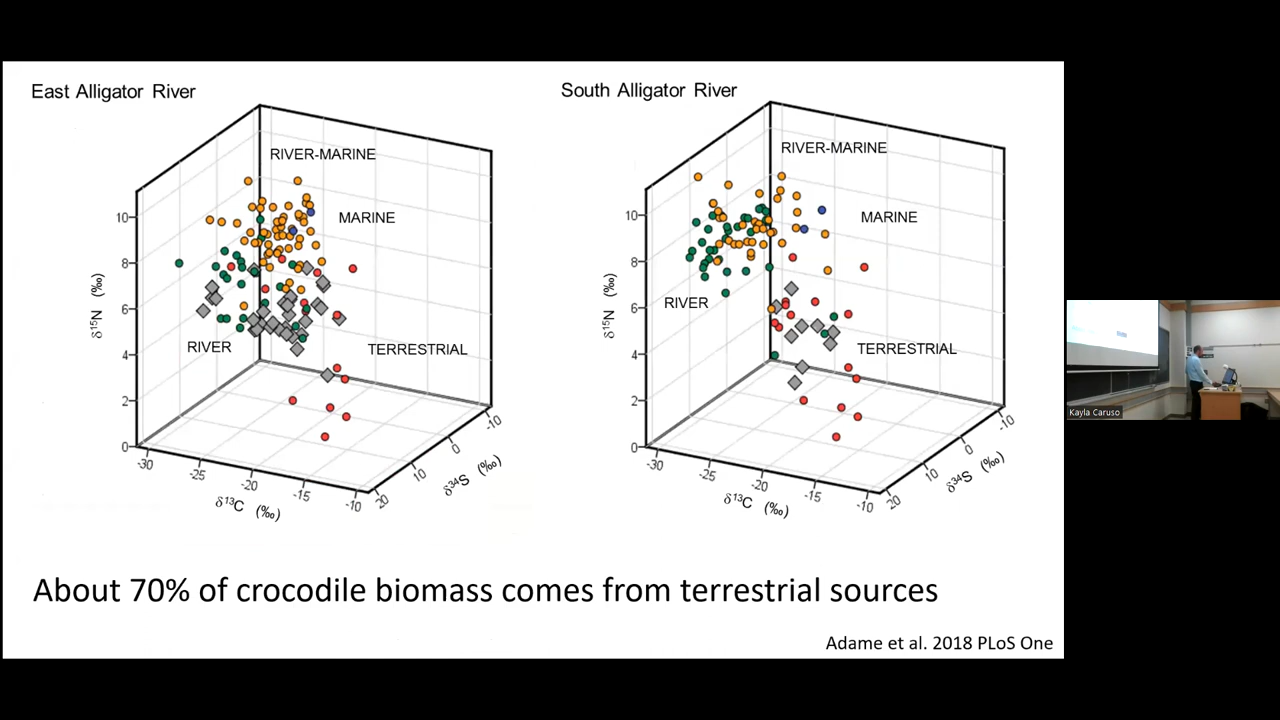 East Alligator River
South Alligator River
RIVER-MARINE
MARINE
RIVER
TERRESTRIAL
10
8
6
4
2
0
δ15N (‰)
-30
-25
-20
-15
-10
δ13C (‰)
20
10
0
-10
δ34S (‰)
RIVER-MARINE
MARINE
RIVER
TERRESTRIAL
10
8
6
4
2
0
δ15N (‰)
-30
-25
-20
-15
-10
δ13C (‰)
20
10
0
-10
δ34S (‰)
About 70% of crocodile biomass comes from terrestrial sources
Adame et al. 2018 PLoS One
Kayla Caruso